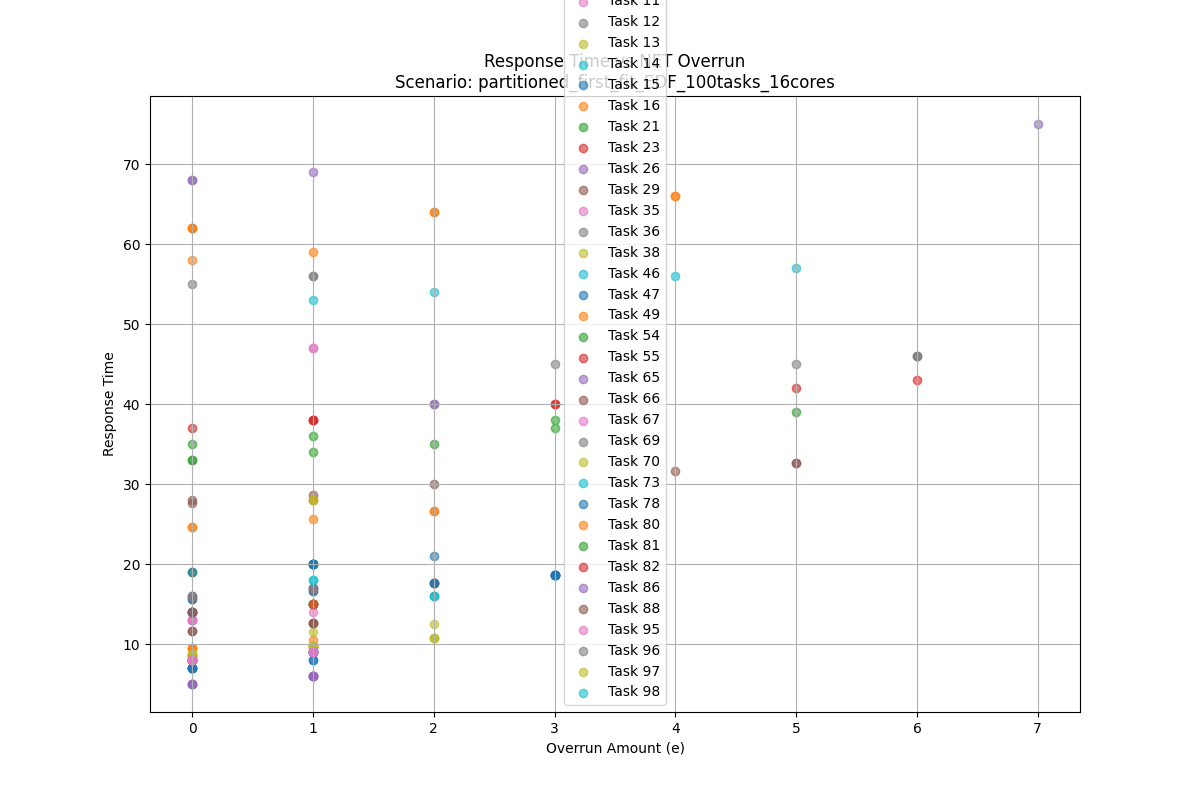 Task 11
Task 12
Task 13
Response Time vs NET Overrun
Task 14
Scenario: partitioned_first_fit_EDF_100tasks_16cores
Task 15
Task 16
Task 21
Task 23
Task 26
Task 29
Task 35
Task 36
Task 38
Task 46
Task 47
Task 49
Task 54
Task 55
Task 65
Task 66
Task 67
Task 69
Task 70
Task 73
Task 78
Task 80
Task 81
Task 82
Task 86
Task 88
Task 95
Task 96
Task 97
Task 98
70
60
50
40
30
20
10
Response Time
0 1 2 3 4 5 6 7
Overrun Amount (e)